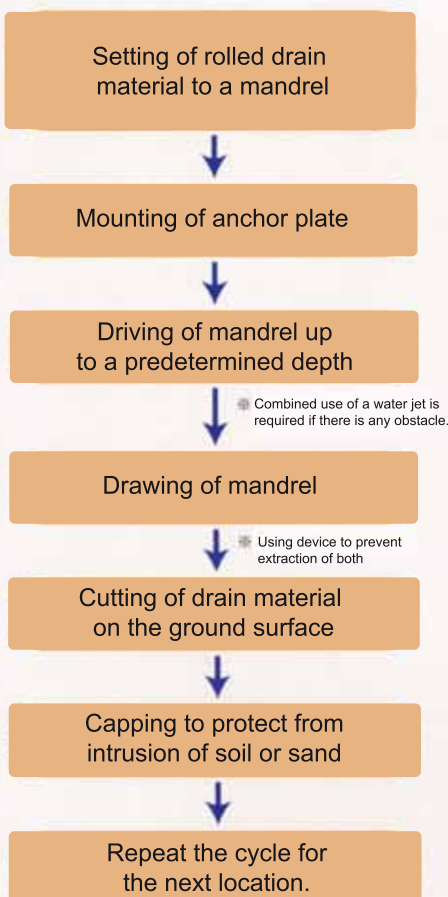 Setting of rolled drain
material to a mandrel
Mounting of anchor plate
Driving of mandrel up
to a predetermined depth
※ Combined use of a water jet is
required if there is any obstacle.
Drawing of mandrel
※ Using device to prevent
extraction of both
Cutting of drain material
on the ground surface
Capping to protect from
intrusion of soil or sand
Repeat the cycle for
the next location.